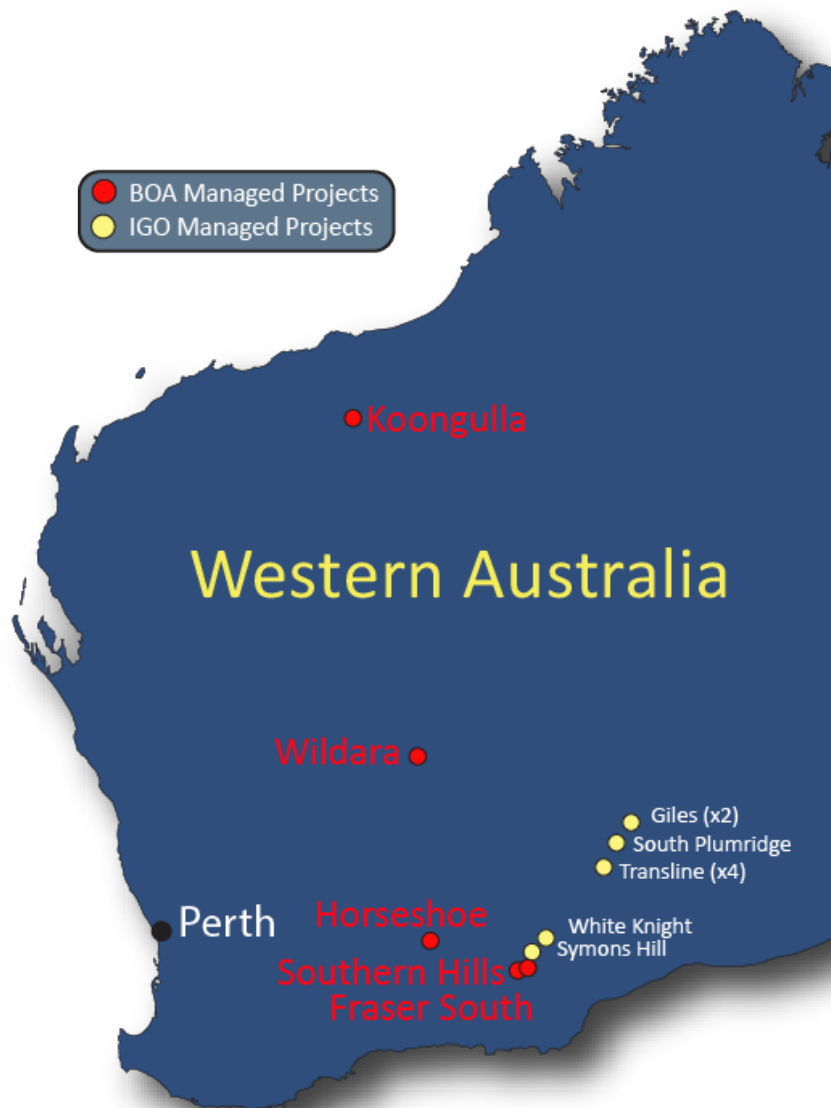 BOA Managed Projects
IGO Managed Projects
Koongulla
Western Australia
Wildara
Giles (x2)
South Plumridge
Transline (x4)
Horseshoe
Perth
White Knight
Symons Hill
Southern Hills
Fraser South